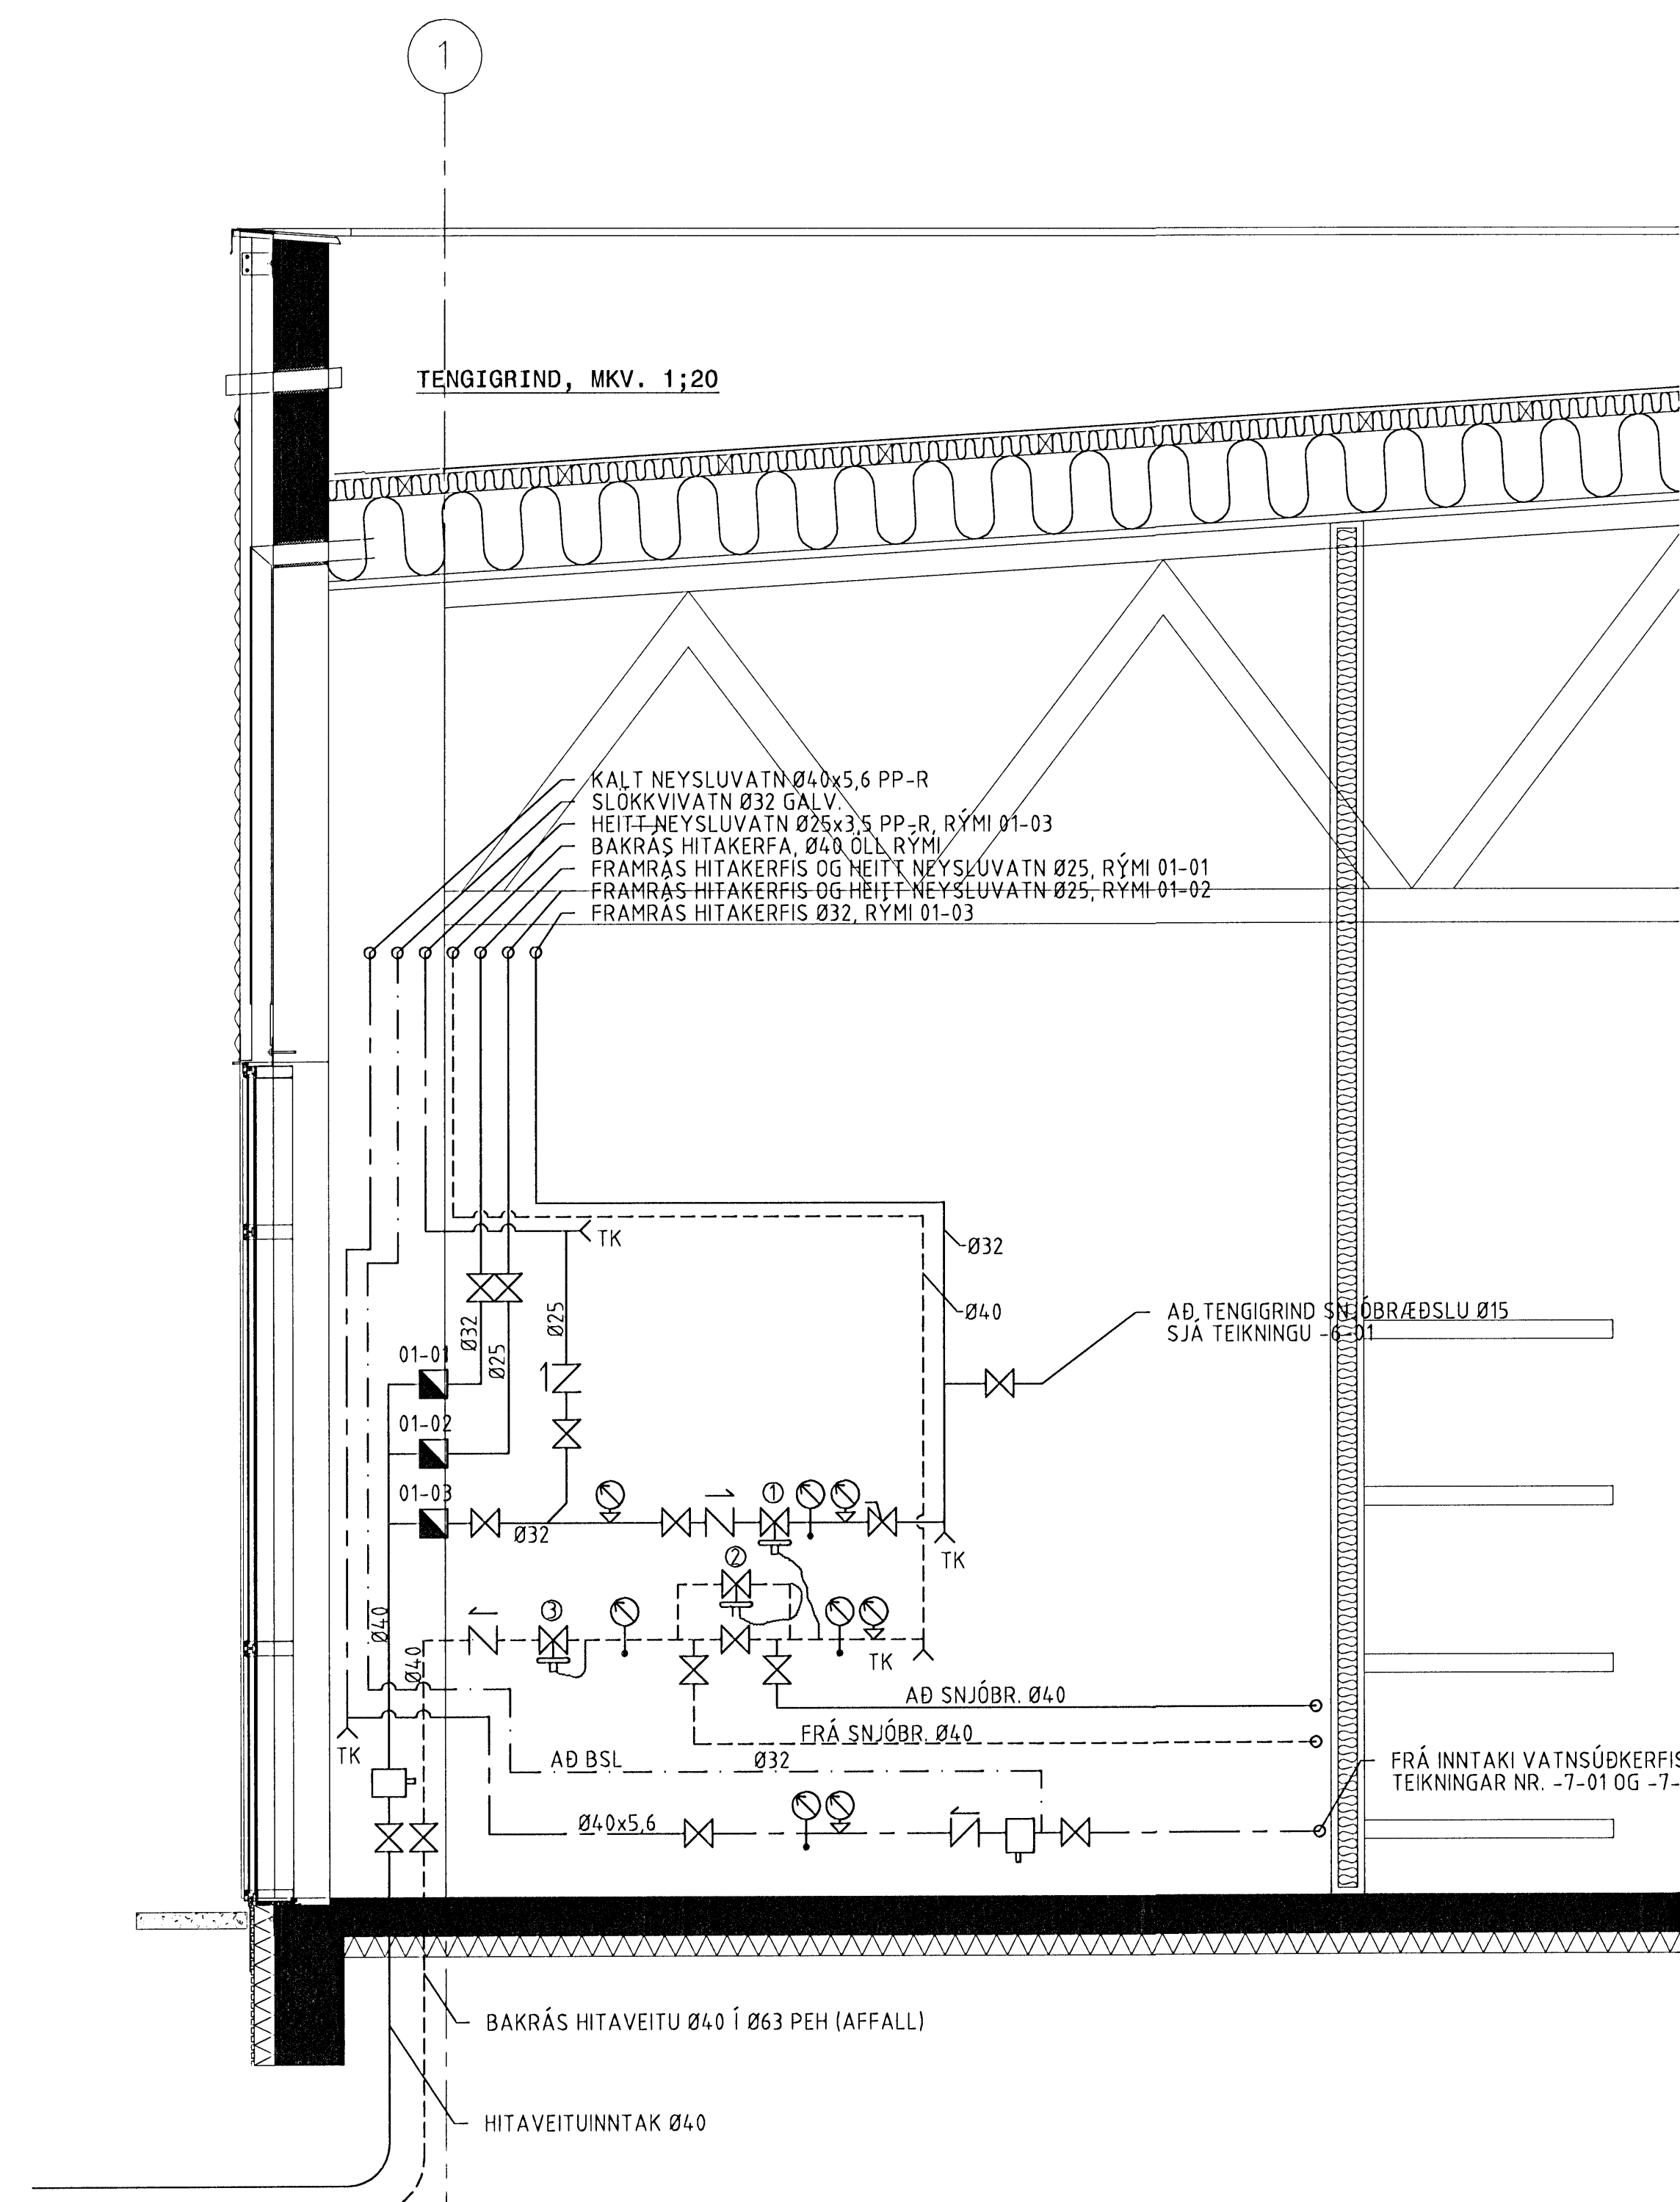 1
TENGIGRIND, MKV. 1;20
KALT NEYSLUVATN Ø40x5,6 PP-R
SLÖKKVIVATN Ø32 GALV.
HEITT NEYSLUVATN Ø25x3,5 PP-R, RÝMI 01-03
BAKRÁS HITAKERFA, Ø40 ÖLL RÝMI
FRAMRÁS HITAKERFIS OG HEITT NEYSLUVATN Ø25, RÝMI 01-01
FRAMRÁS HITAKERFIS OG HEITT NEYSLUVATN Ø25, RÝMI 01-02
FRAMRÁS HITAKERFIS Ø32, RÝMI 01-03
TK
Ø32
Ø40
AÐ TENGIGRIND SNJÓBRÆÐSLU Ø15
SJÁ TEIKNINGU -6-01
Ø32
Ø25
Ø25
01-01
01-02
01-03
Ø32
1
TK
2
3
TK
Ø40
Ø40
AÐ SNJÓBR. Ø40
FRÁ SNJÓBR. Ø40
TK
AÐ BSL
Ø32
FRÁ INNTAKI VATNSÚÐKERFIS
TEIKNINGAR NR. -7-01 OG -7-
Ø40x5,6
BAKRÁS HITAVEITU Ø40 Í Ø63 PEH (AFFALL)
HITAVEITUINNTAK Ø40